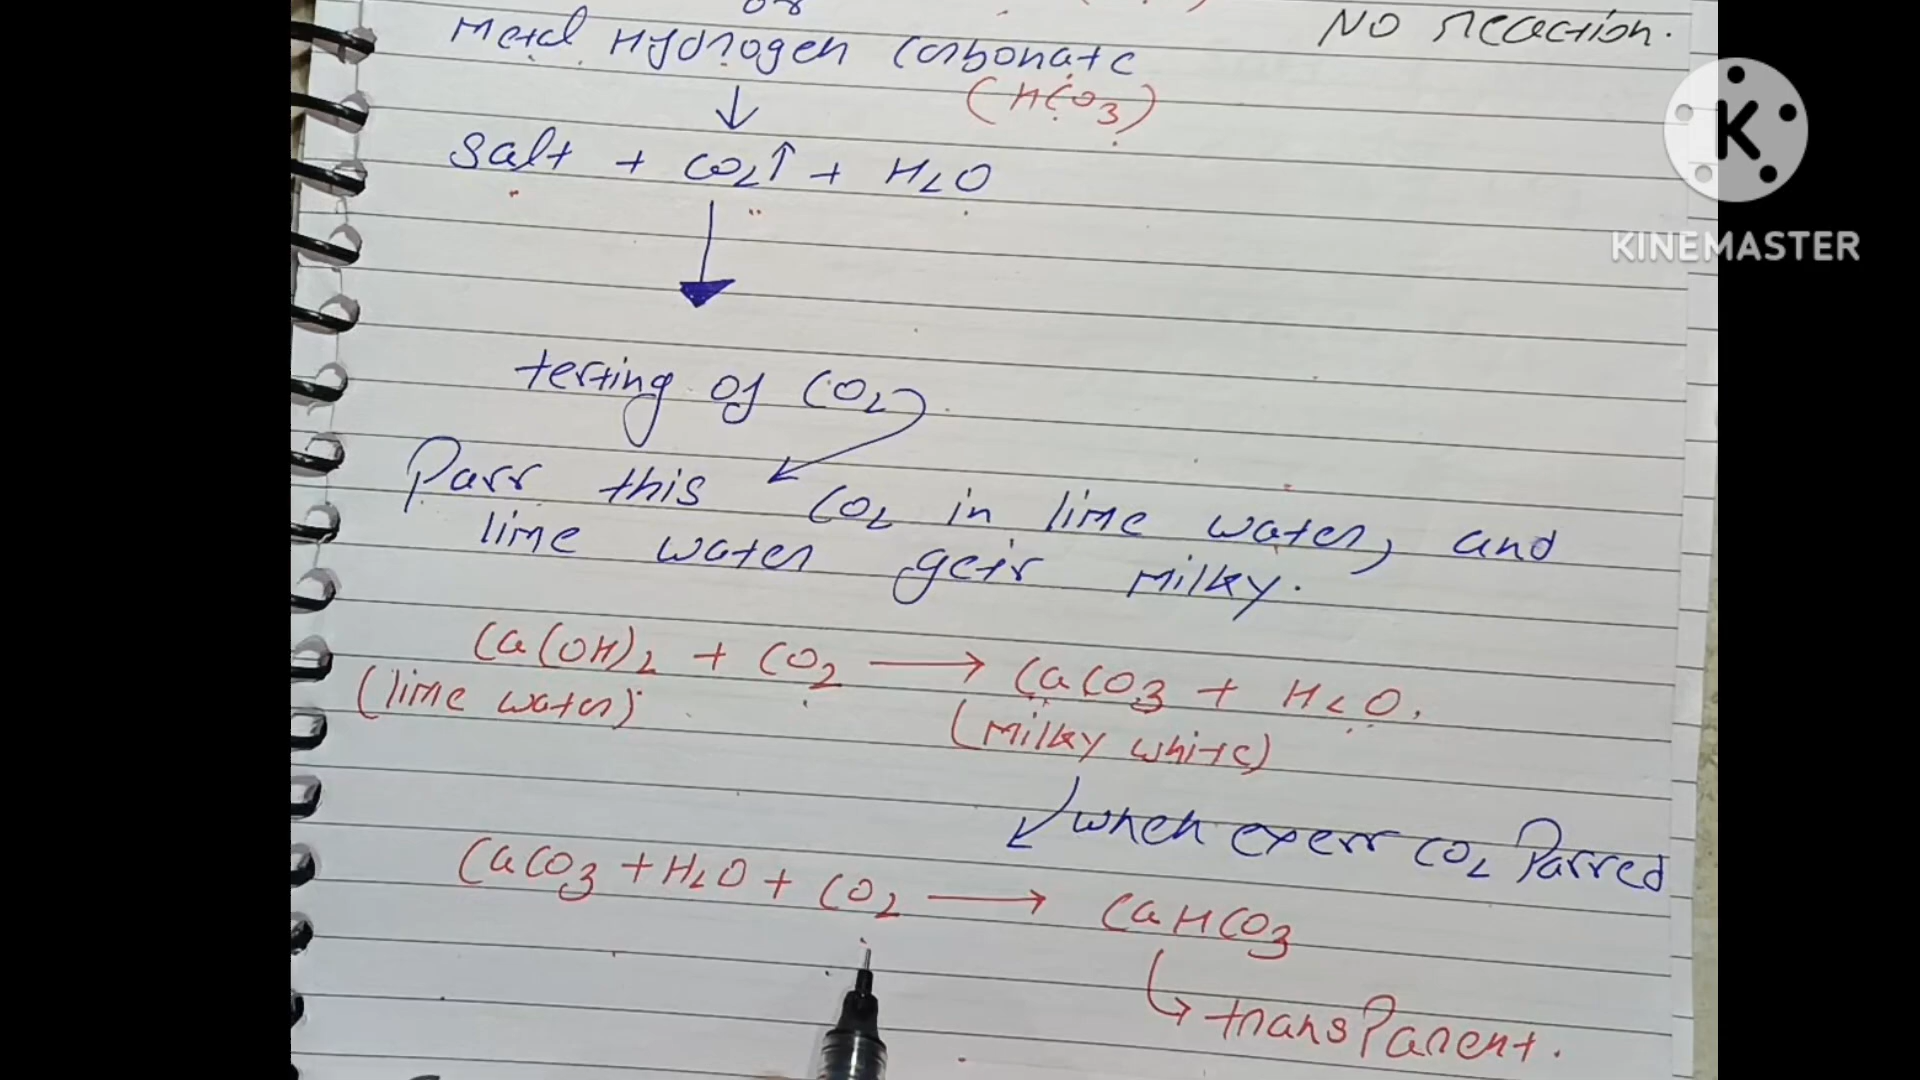 or
NO reaction.
Metal Hydrogen carbonate
(HCO3)
↓
Salt + CO2↑ + H2O
testing of CO2
Pass this CO2 in lime water, and
lime water gets milky.
Ca(OH)2 + CO2 → CaCO3 + H2O.
(lime water) (Milky white)
when excess CO2 Passed
CaCO3 + H2O + CO2 → CaHCO3
transParent.
K
KINEMASTER